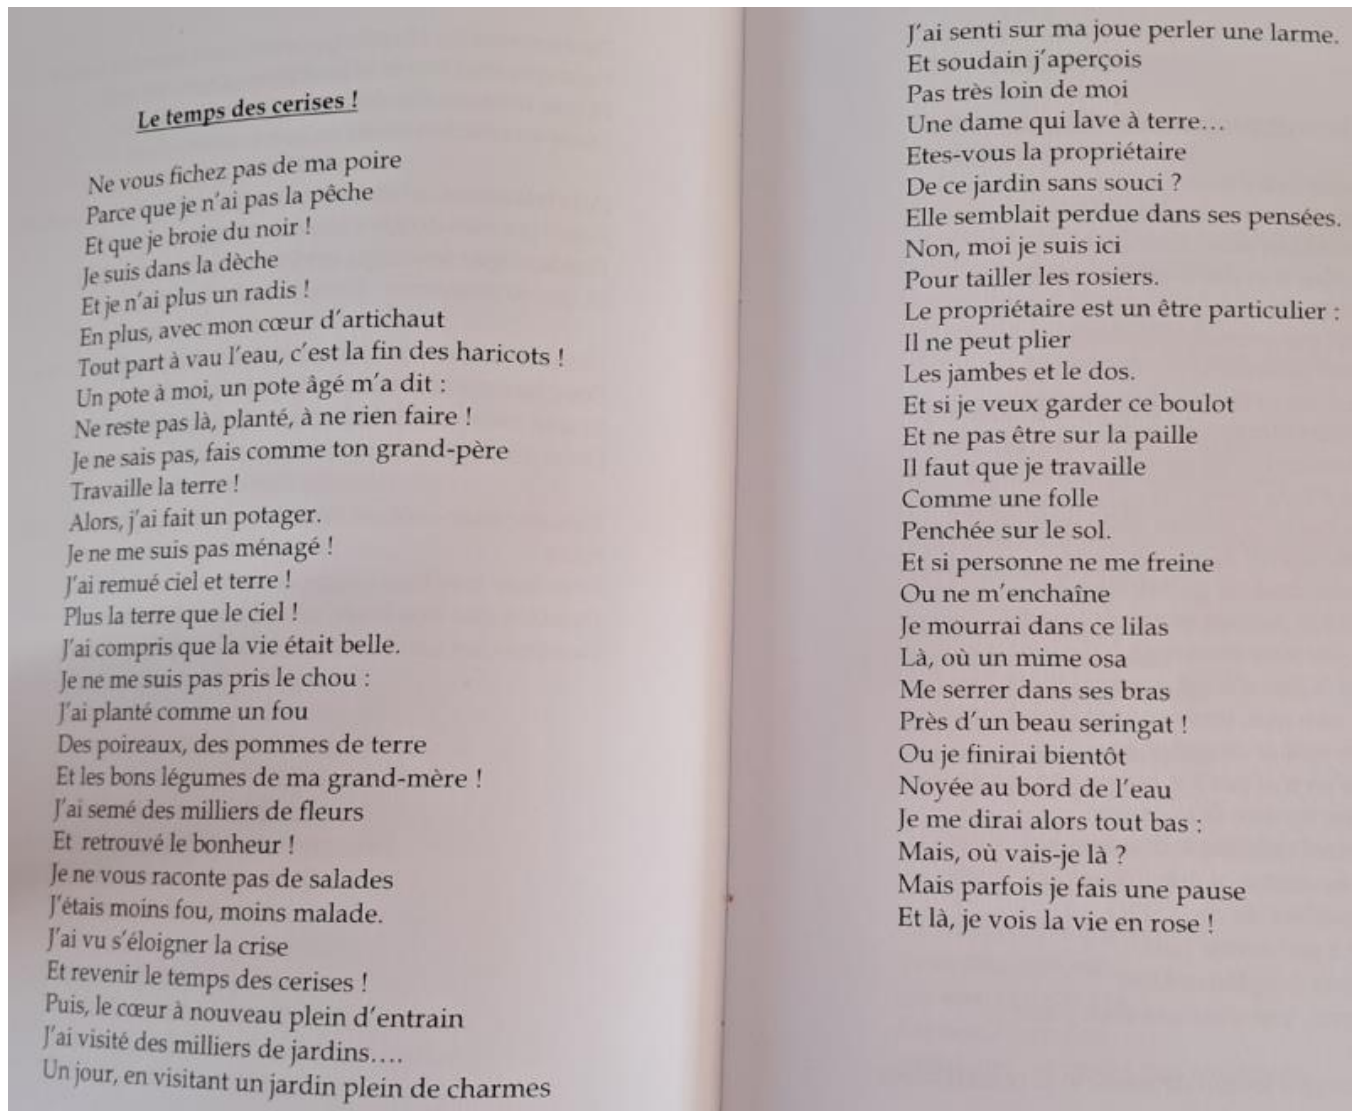 Le temps des cerises !
Ne vous fichez pas de ma poire
Parce que je n'ai pas la pêche
Et que je broie du noir !
Je suis dans la dèche
Et je n'ai plus un radis !
En plus, avec mon cœur d'artichaut
Tout part à vau l'eau, c'est la fin des haricots !
Un pote à moi, un pote âgé m'a dit :
Ne reste pas là, planté, à ne rien faire !
Je ne sais pas, fais comme ton grand-père
Travaille la terre !
Alors, j'ai fait un potager.
Je ne me suis pas ménagé !
J'ai remué ciel et terre !
Plus la terre que le ciel !
J'ai compris que la vie était belle.
Je ne me suis pas pris le chou :
J'ai planté comme un fou
Des poireaux, des pommes de terre
Et les bons légumes de ma grand-mère !
J'ai semé des milliers de fleurs
Et retrouvé le bonheur !
Je ne vous raconte pas de salades
J'étais moins fou, moins malade.
J'ai vu s'éloigner la crise
Et revenir le temps des cerises !
Puis, le cœur à nouveau plein d'entrain
J'ai visité des milliers de jardins....
Un jour, en visitant un jardin plein de charmes
J'ai senti sur ma joue perler une larme.
Et soudain j'aperçois
Pas très loin de moi
Une dame qui lave à terre...
Etes-vous la propriétaire
De ce jardin sans souci ?
Elle semblait perdue dans ses pensées.
Non, moi je suis ici
Pour tailler les rosiers.
Le propriétaire est un être particulier :
Il ne peut plier
Les jambes et le dos.
Et si je veux garder ce boulot
Et ne pas être sur la paille
Il faut que je travaille
Comme une folle
Penchée sur le sol.
Et si personne ne me freine
Ou ne m'enchaîne
Je mourrai dans ce lilas
Là, où un mime osa
Me serrer dans ses bras
Près d'un beau seringat !
Ou je finirai bientôt
Noyée au bord de l'eau
Je me dirai alors tout bas :
Mais, où vais-je là ?
Mais parfois je fais une pause
Et là, je vois la vie en rose !